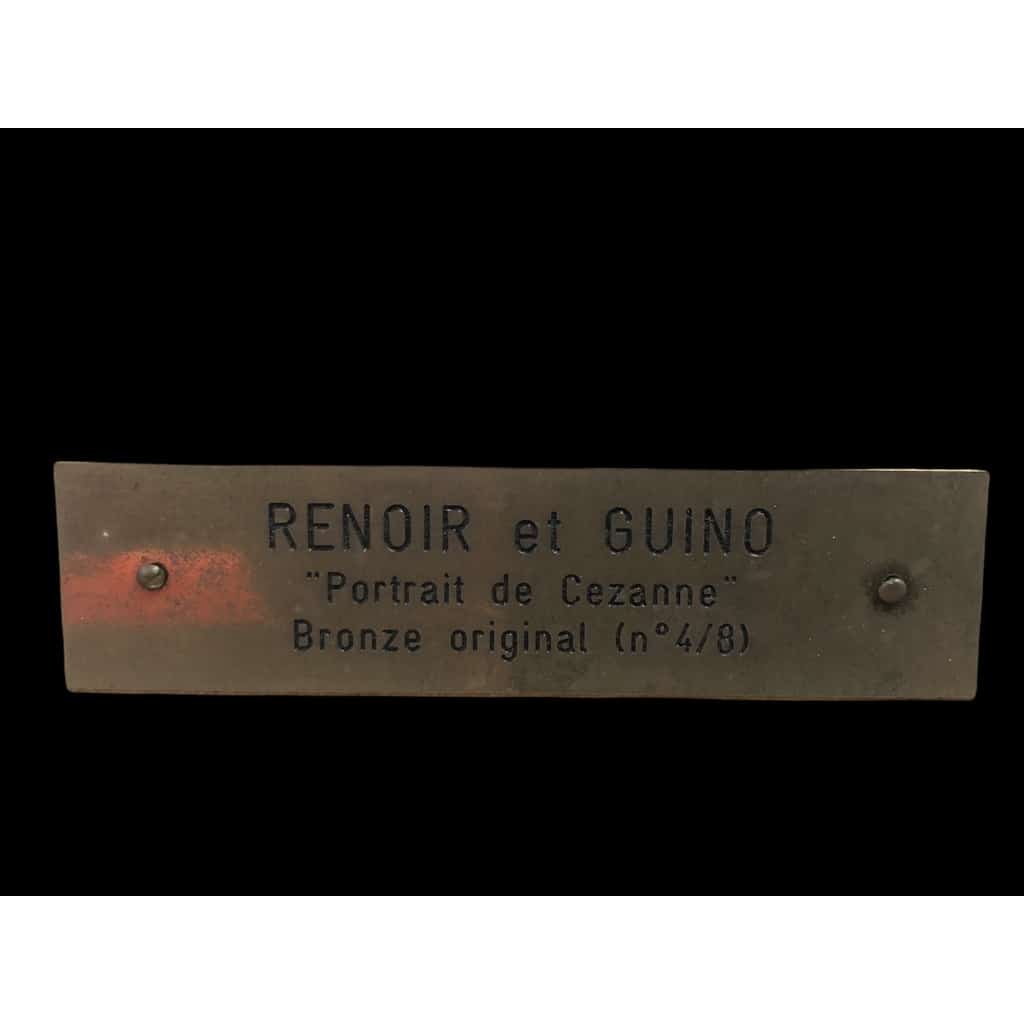 RENOIR et GUINO
"Portrait de Cezanne"
Bronze original (n°4/8)